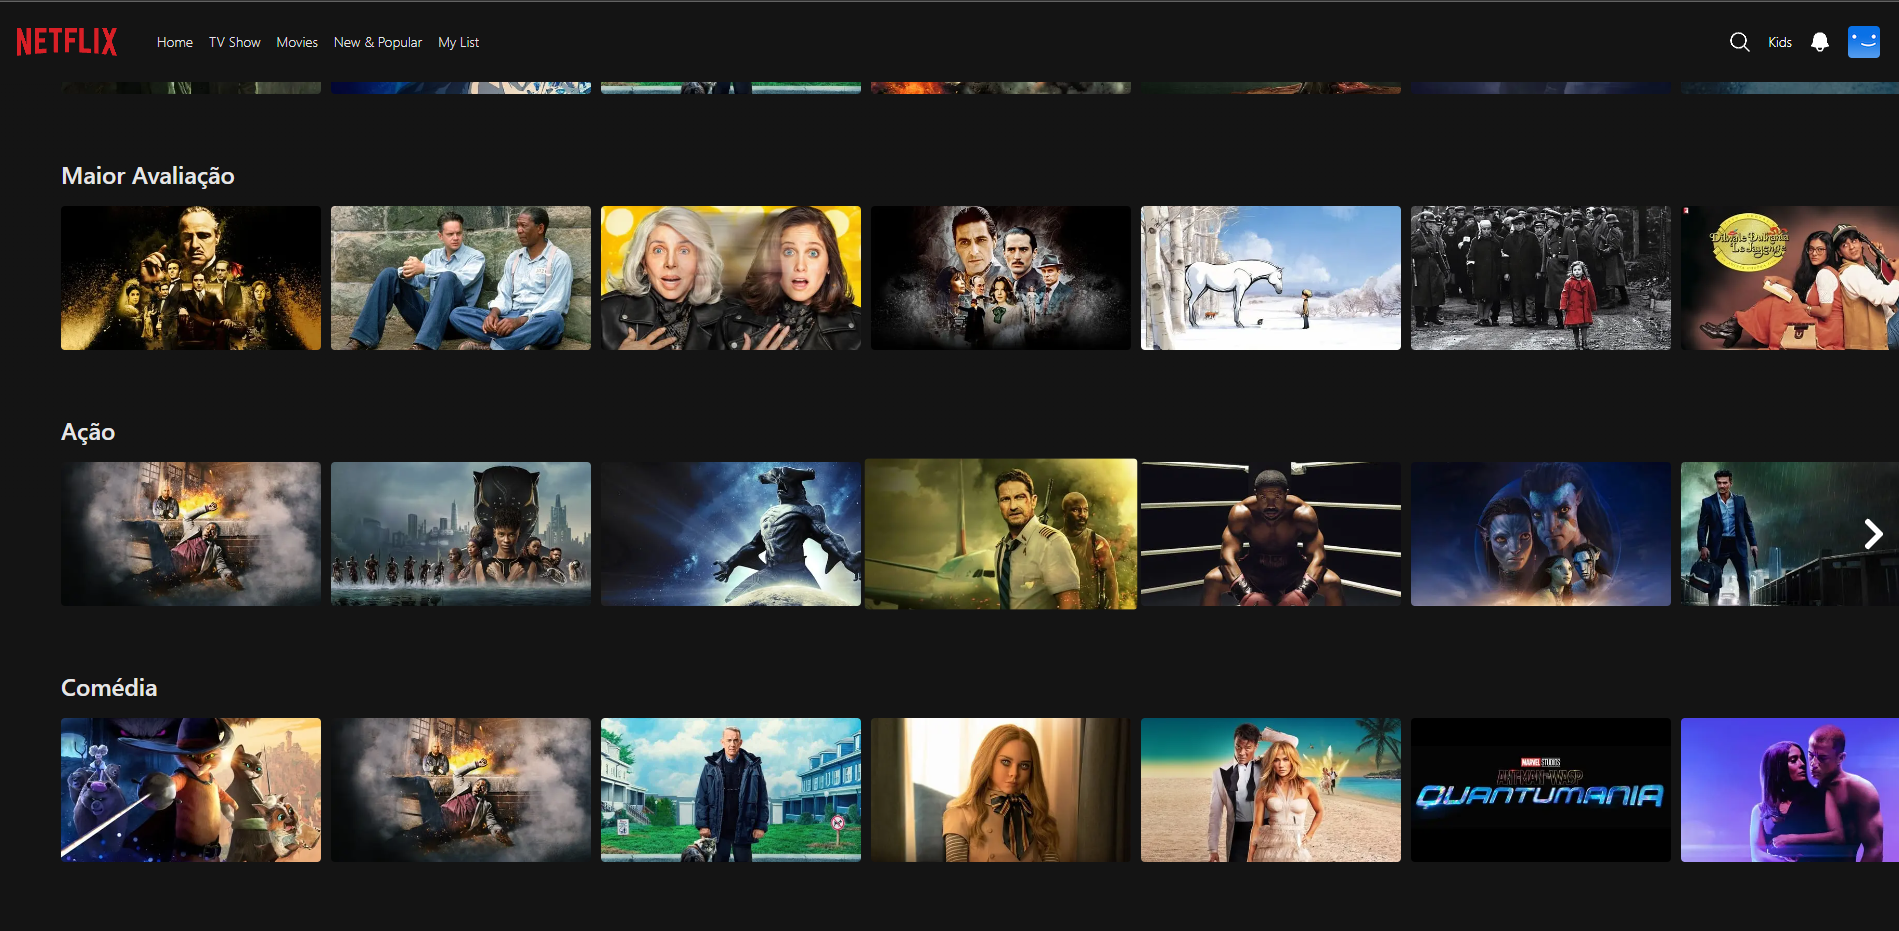 NETFLIX Home TV Show Movies New & Popular My List Kids
Maior Avaliação
Dilwale Dulhania
Le Jayenge
Ação
Comédia
MARVEL STUDIOS
ANT-MAN AND THE WASP
QUANTUMANIA